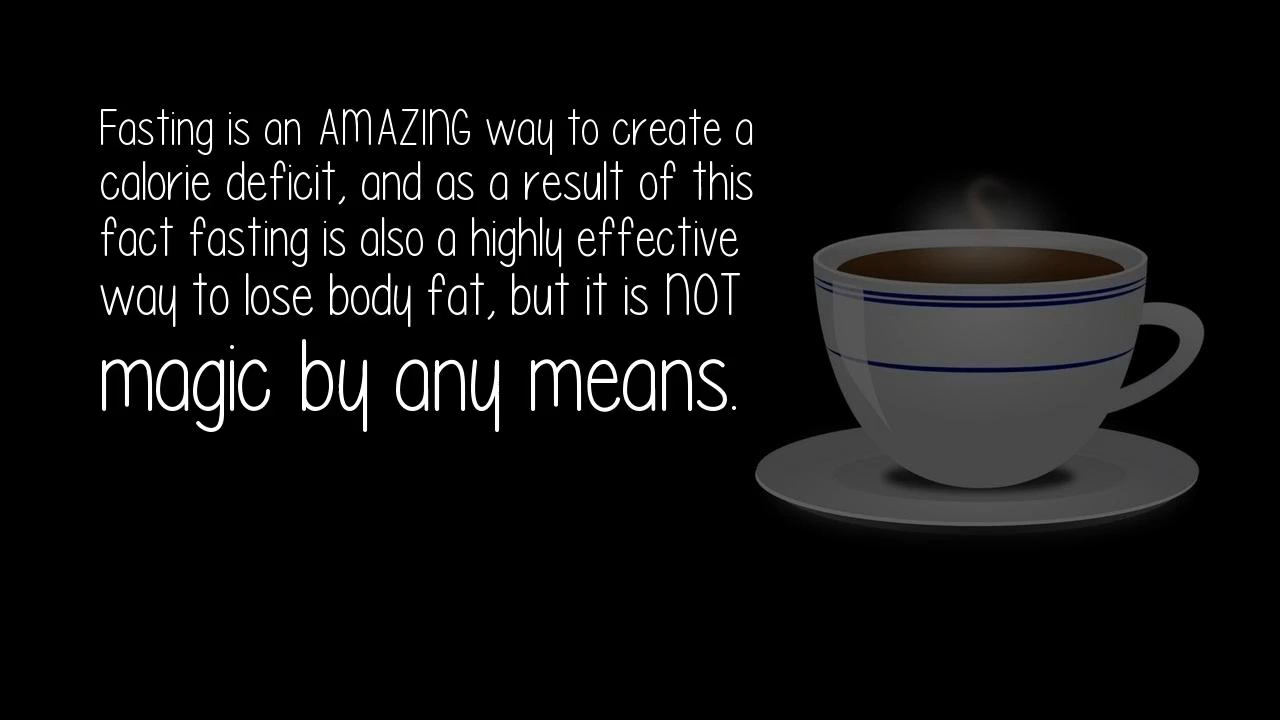 Fasting is an AMAZING way to create a
calorie deficit, and as a result of this
fact fasting is also a highly effective
way to lose body fat, but it is NOT
magic by any means.